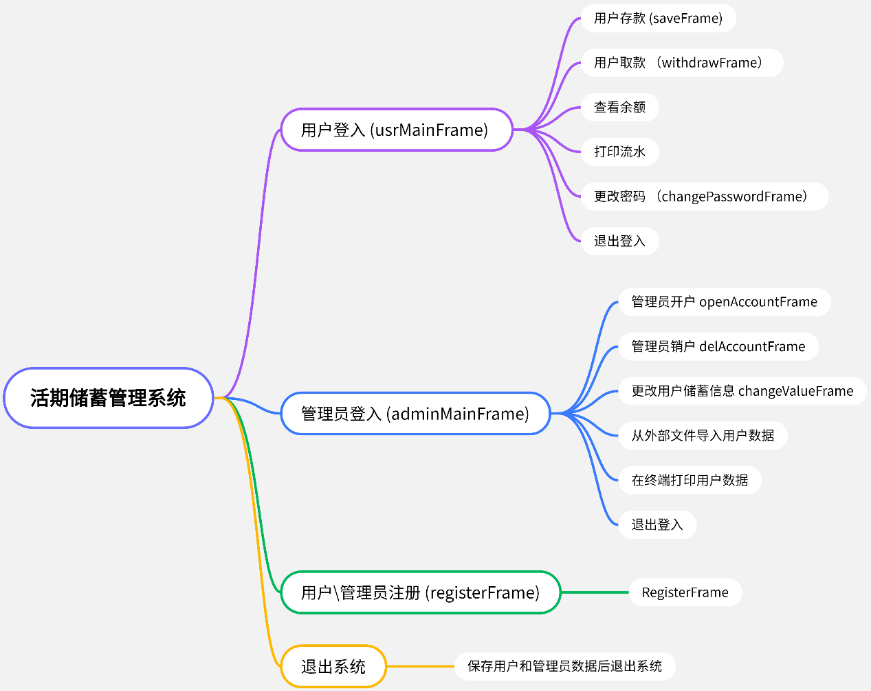 活期储蓄管理系统
用户登入 (usrMainFrame)
用户存款 (saveFrame)
用户取款 （withdrawFrame）
查看余额
打印流水
更改密码 （changePasswordFrame）
退出登入
管理员登入 (adminMainFrame)
管理员开户 openAccountFrame
管理员销户 delAccountFrame
更改用户储蓄信息 changeValueFrame
从外部文件导入用户数据
在终端打印用户数据
退出登入
用户\管理员注册 (registerFrame)
RegisterFrame
退出系统
保存用户和管理员数据后退出系统